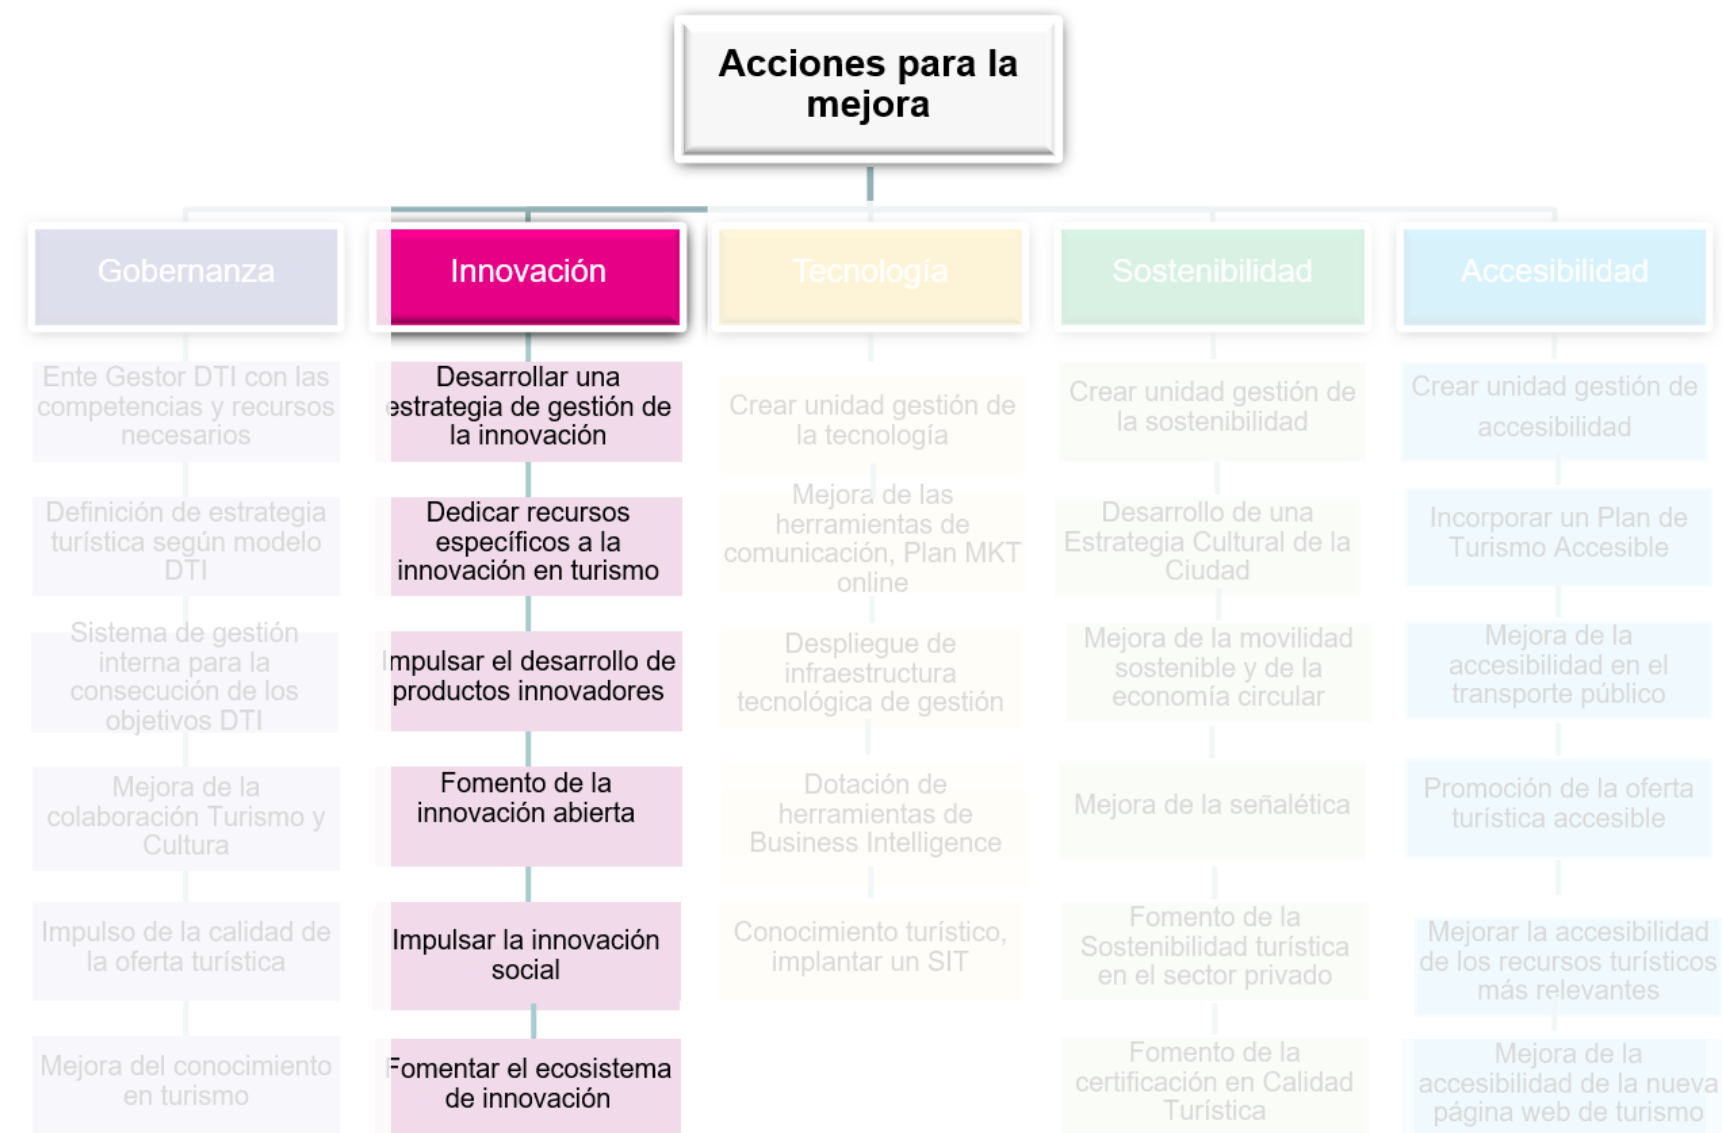 Acciones para la
mejora
Gobernanza
Innovación
Tecnología
Sostenibilidad
Accesibilidad
Ente Gestor DTI con las
competencias y recursos
necesarios
Definición de estrategia
turística según modelo
DTI
Sistema de gestión
interna para la
consecución de los
objetivos DTI
Mejora de la
colaboración Turismo y
Cultura
Impulso de la calidad de
la oferta turística
Mejora del conocimiento
en turismo
Desarrollar una
estrategia de gestión de
la innovación
Dedicar recursos
específicos a la
innovación en turismo
Impulsar el desarrollo de
productos innovadores
Fomento de la
innovación abierta
Impulsar la innovación
social
Fomentar el ecosistema
de innovación
Crear unidad gestión de
la tecnología
Mejora de las
herramientas de
comunicación, Plan MKT
online
Despliegue de
infraestructura
tecnológica de gestión
Dotación de
herramientas de
Business Intelligence
Conocimiento turístico,
implantar un SIT
Crear unidad gestión de
la sostenibilidad
Desarrollo de una
Estrategia Cultural de la
Ciudad
Mejora de la movilidad
sostenible y de la
economía circular
Mejora de la señalética
Fomento de la
Sostenibilidad turística
en el sector privado
Fomento de la
certificación en Calidad
Turística
Crear unidad gestión de
accesibilidad
Incorporar un Plan de
Turismo Accesible
Mejora de la
accesibilidad en el
transporte público
Promoción de la oferta
turística accesible
Mejorar la accesibilidad
de los recursos turísticos
más relevantes
Mejora de la
accesibilidad de la nueva
página web de turismo